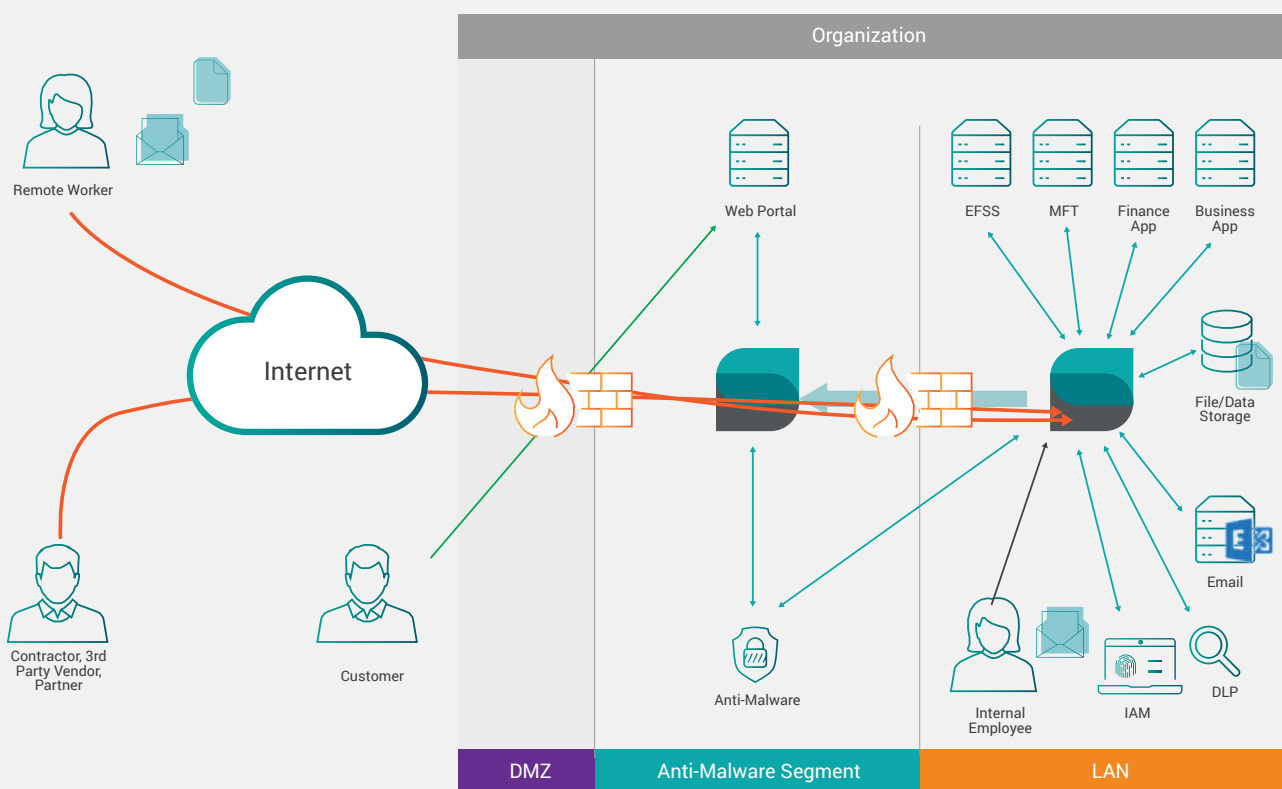 Organization
Remote Worker
Web Portal
EFSS
MFT
Finance
App
Business
App
Internet
File/Data
Storage
E
Email
Contractor, 3rd
Party Vendor,
Partner
Customer
Anti-Malware
Internal
Employee
IAM
DLP
DMZ
Anti-Malware Segment
LAN